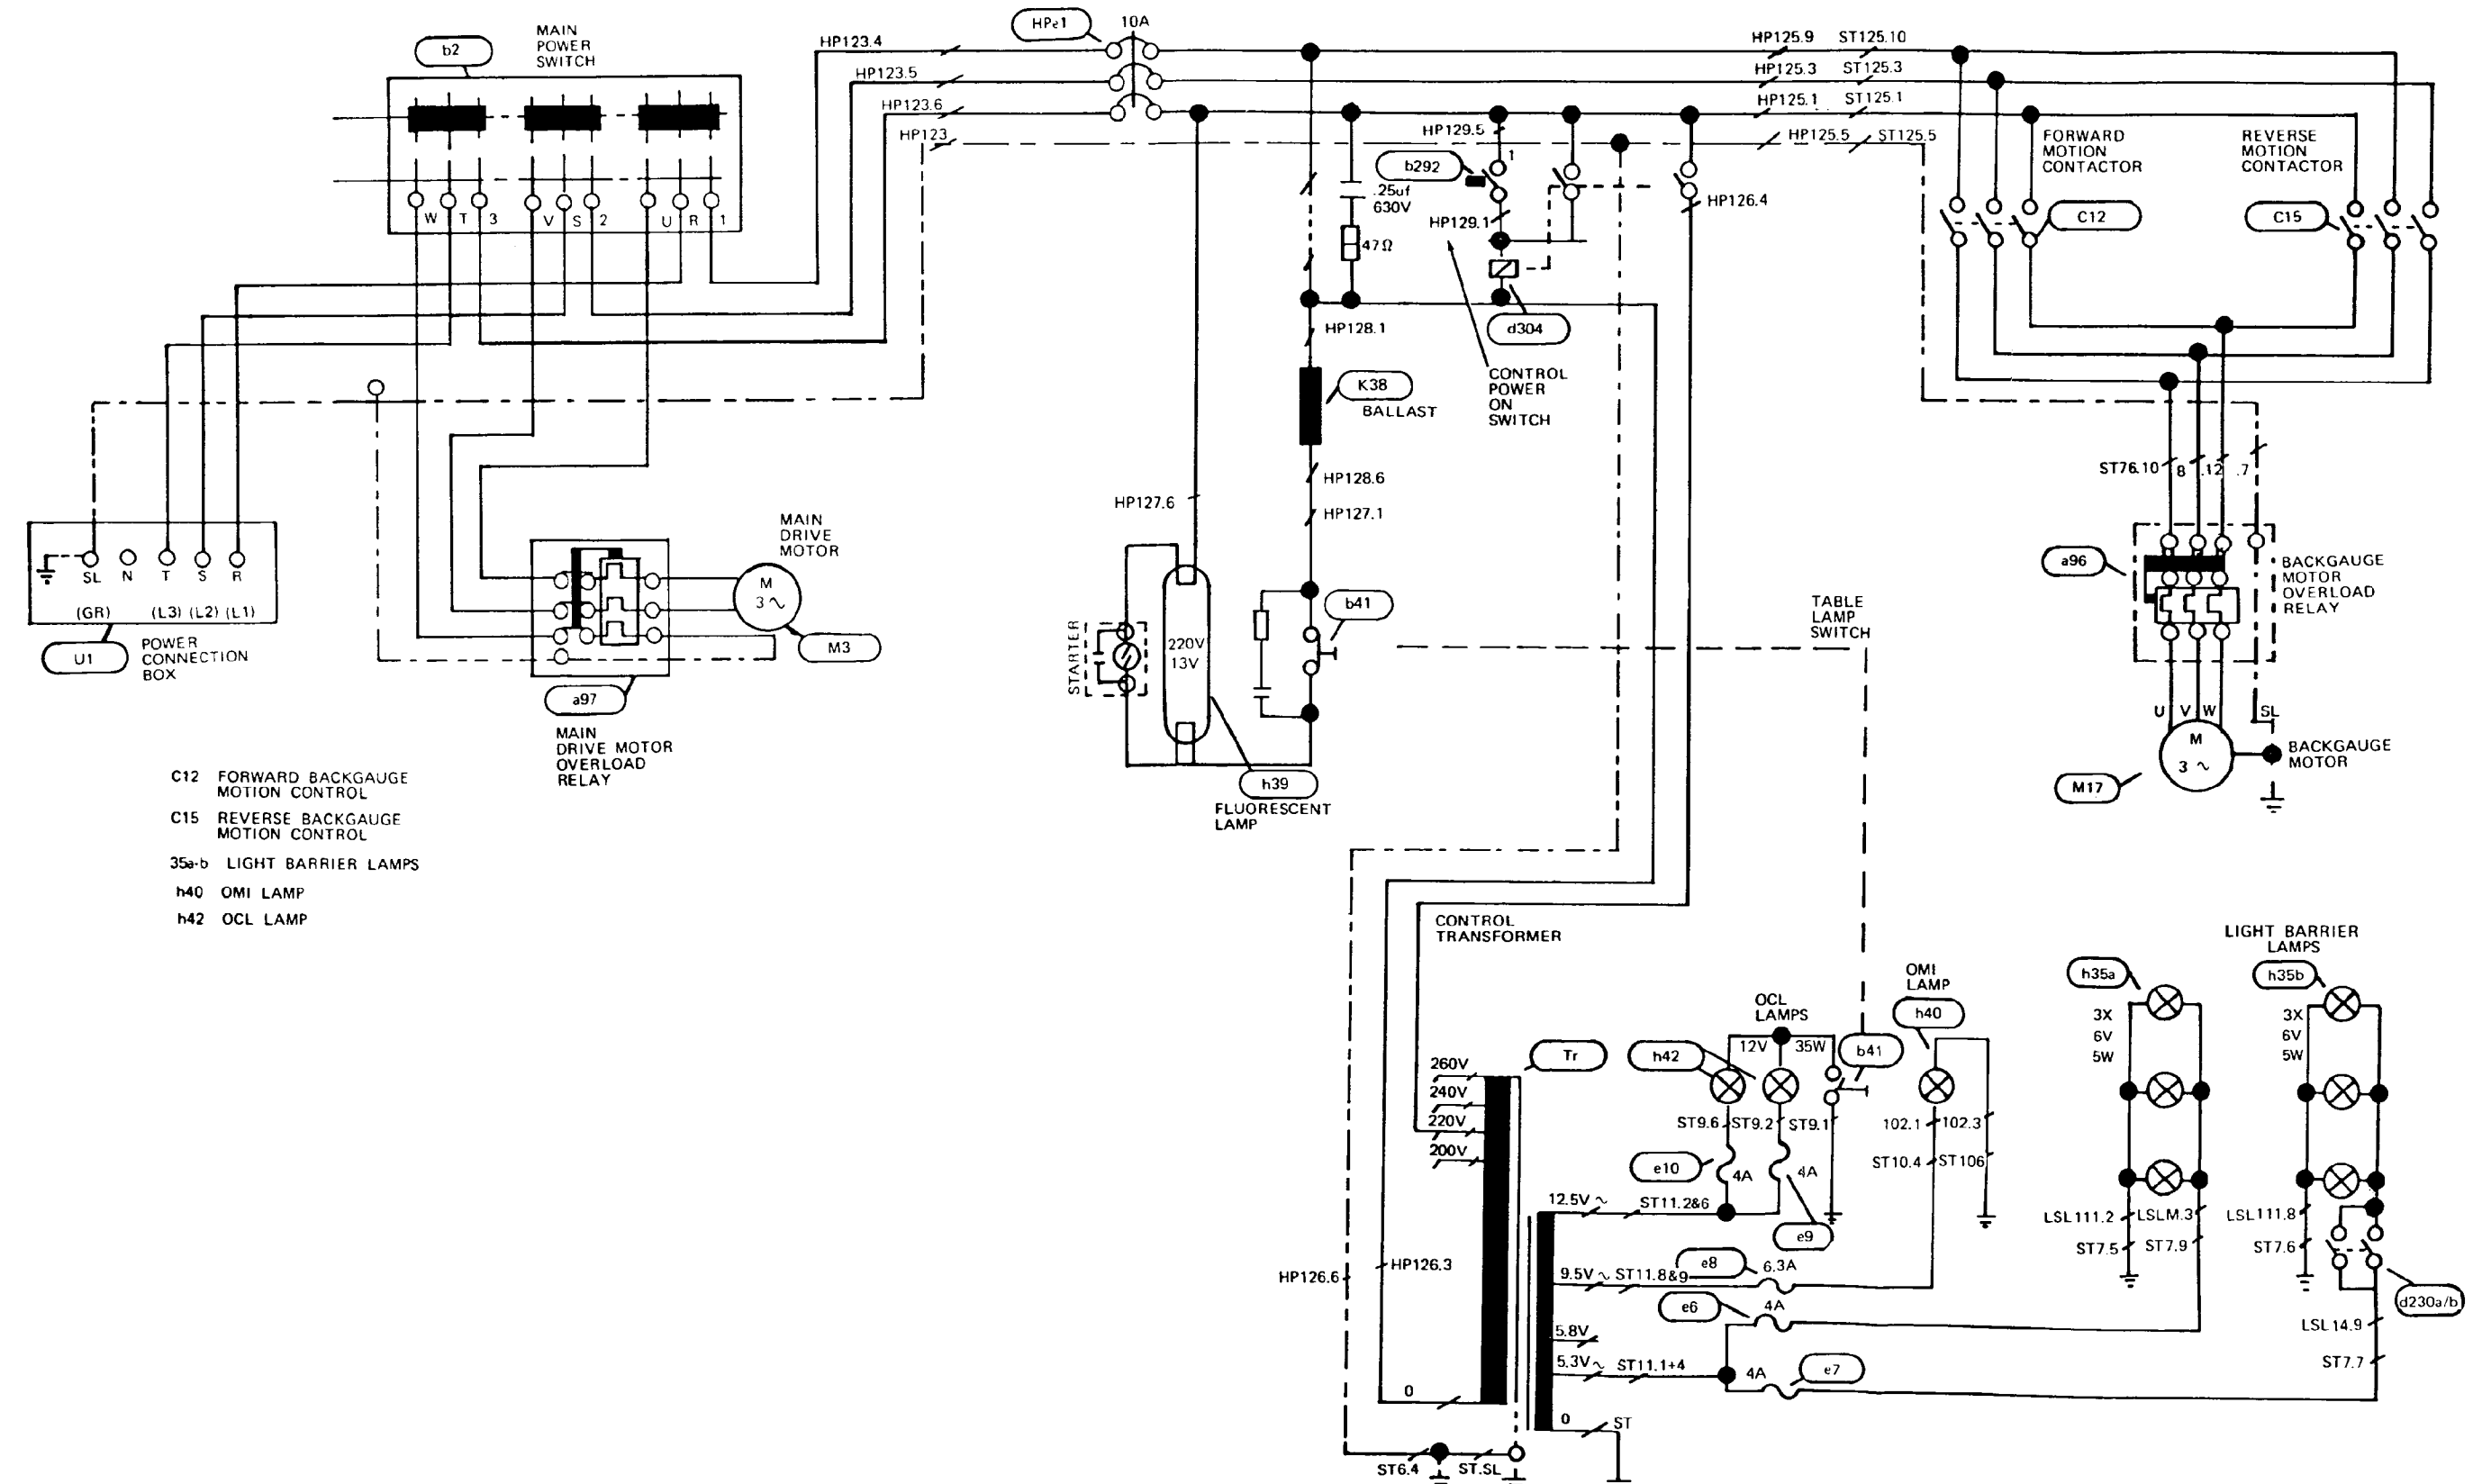 b2
MAIN
POWER
SWITCH
W T 3 V S 2 U R 1
HP123.4
HP123.5
HP123.6
HP123
HPe1
10A
HP125.9 ST125.10
HP125.3 ST125.3
HP125.1 ST125.1
HP125.5 ST125.5
HP129.5
1
b292
.25uf
630V
HP129.1
47Ω
HP126.4
d304
CONTROL
POWER
ON
SWITCH
HP128.1
K38
BALLAST
HP128.6
HP127.1
HP127.6
FORWARD
MOTION
CONTACTOR
REVERSE
MOTION
CONTACTOR
C12
C15
ST76.10 8 .12 .7
a96
BACKGAUGE
MOTOR
OVERLOAD
RELAY
U V W SL
M
3 ∿
BACKGAUGE
MOTOR
M17
SL N T S R
(GR) (L3) (L2) (L1)
U1
POWER
CONNECTION
BOX
MAIN
DRIVE
MOTOR
M
3 ∿
M3
a97
MAIN
DRIVE MOTOR
OVERLOAD
RELAY
STARTER
220V
13V
b41
h39
FLUORESCENT
LAMP
TABLE
LAMP
SWITCH
C12 FORWARD BACKGAUGE
MOTION CONTROL
C15 REVERSE BACKGAUGE
MOTION CONTROL
35a-b LIGHT BARRIER LAMPS
h40 OMI LAMP
h42 OCL LAMP
CONTROL
TRANSFORMER
Tr
260V
240V
220V
200V
0
HP126.6
HP126.3
ST6.4 ST.SL
OCL
LAMPS
12V 35W
h42
b41
OMI
LAMP
h40
ST9.6 ST9.2 ST9.1
e10
4A 4A
e9
102.1 102.3
ST10.4 ST106
12.5V ∿ ST11.2&6
9.5V ∿ ST11.8&9
e8
6.3A
e6
4A
5.8V
5.3V ∿ ST11.1+4
4A
e7
0 ST
LIGHT BARRIER
LAMPS
h35a
3X
6V
5W
h35b
3X
6V
5W
LSL111.2 LSLM.3
ST7.5 ST7.9
LSL111.8
ST7.6
d230a/b
LSL14.9
ST7.7